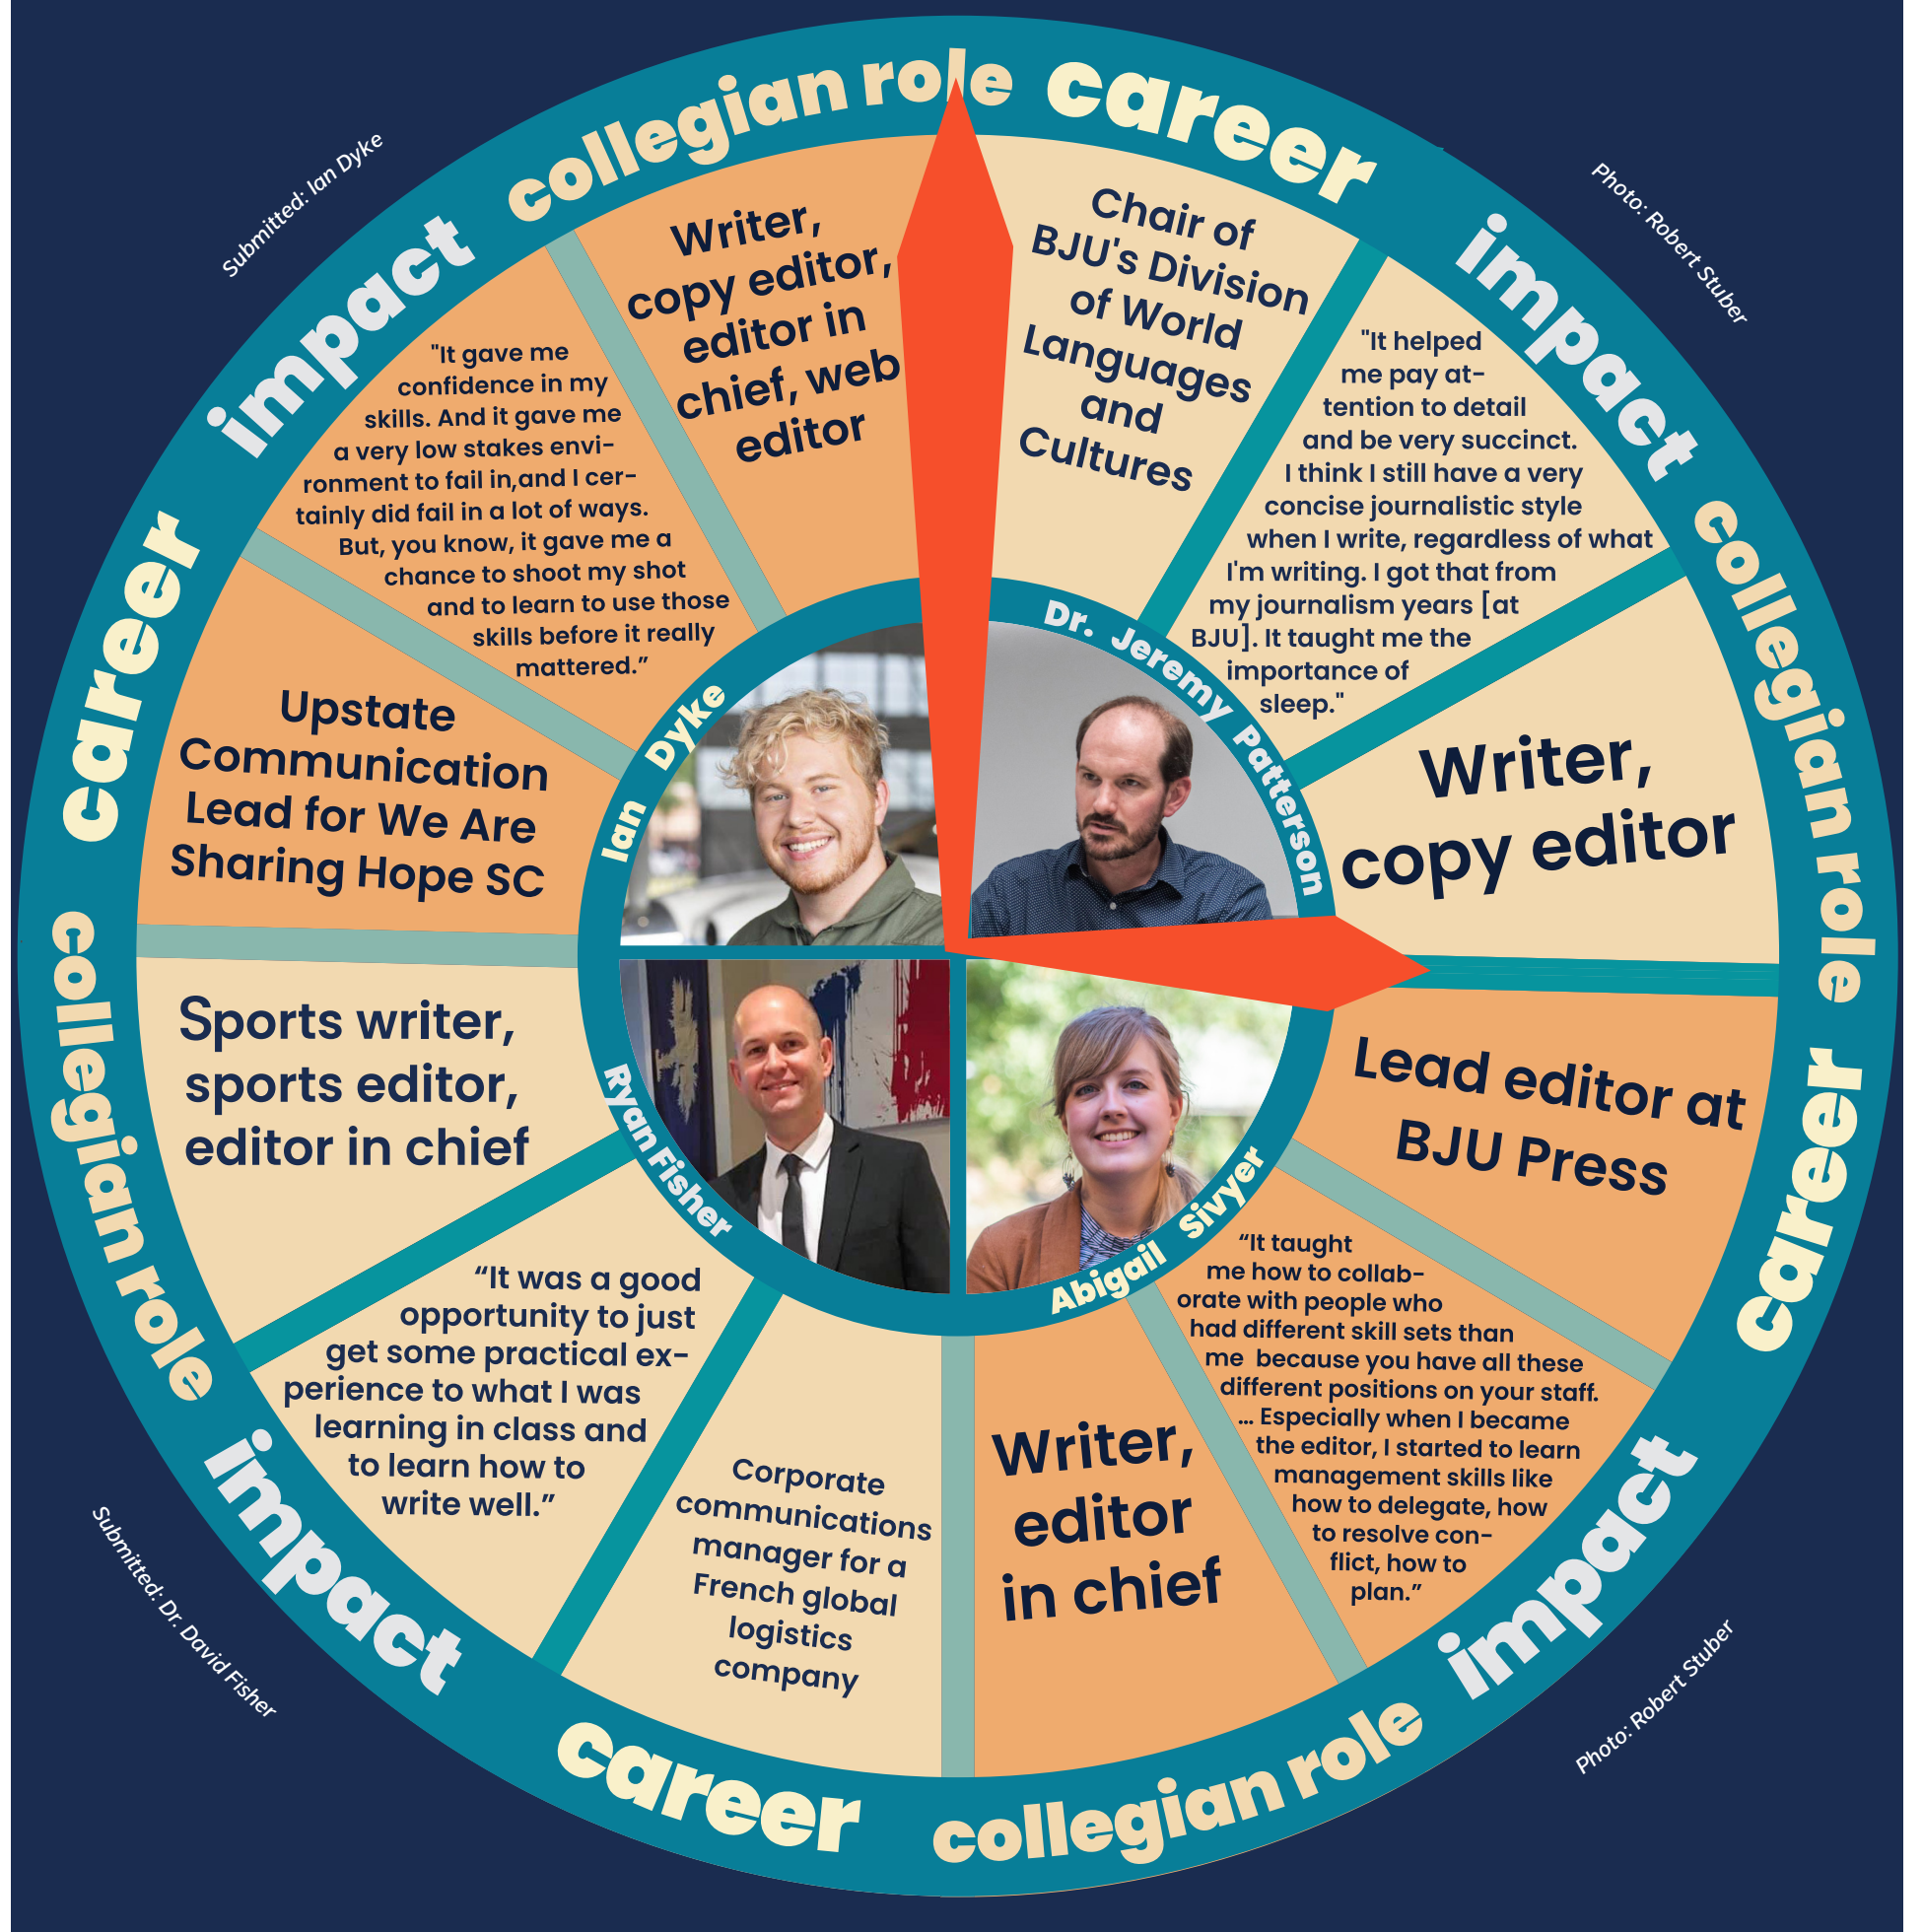 Submitted: Ian Dyke
Photo: Robert Stuber
collegian role
Writer,
copy editor,
editor in
chief, web
editor
career
Chair of
BJU's Division
of World
Languages
and
Cultures
impact
"It helped
me pay at-
tention to detail
and be very succinct.
I think I still have a very
concise journalistic style
when I write, regardless of what
I'm writing. I got that from
my journalism years [at
BJU]. It taught me the
importance of
sleep."
collegian role
Writer,
copy editor
career
Lead editor at
BJU Press
impact
“It taught
me how to collab-
orate with people who
had different skill sets than
me because you have all these
different positions on your staff.
... Especially when I became
the editor, I started to learn
management skills like
how to delegate, how
to resolve con-
flict, how to
plan.”
collegian role
Writer,
editor
in chief
career
Corporate
communications
manager for a
French global
logistics
company
impact
“It was a good
opportunity to just
get some practical ex-
perience to what I was
learning in class and
to learn how to
write well.”
collegian role
Sports writer,
sports editor,
editor in chief
career
Upstate
Communication
Lead for We Are
Sharing Hope SC
impact
"It gave me
confidence in my
skills. And it gave me
a very low stakes envi-
ronment to fail in,and I cer-
tainly did fail in a lot of ways.
But, you know, it gave me a
chance to shoot my shot
and to learn to use those
skills before it really
mattered.”
Ian Dyke
Dr. Jeremy Patterson
Abigail Sivyer
Ryan Fisher
Submitted: Dr. David Fisher
Photo: Robert Stuber